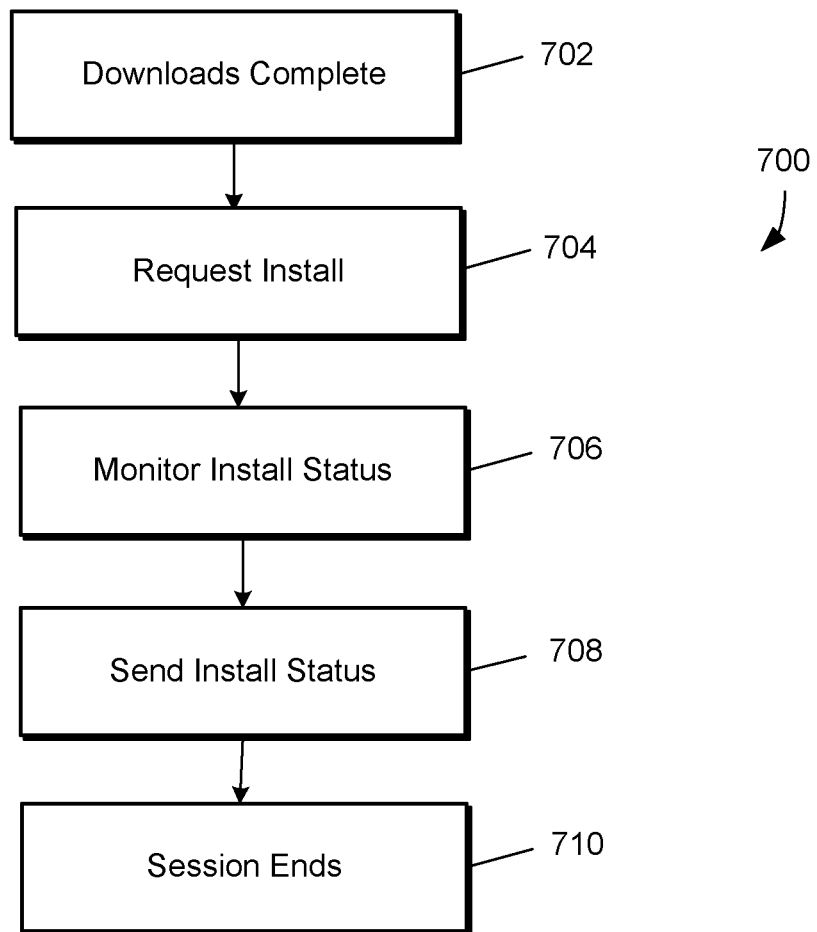 Downloads Complete
702
700
Request Install
704
Monitor Install Status
706
Send Install Status
708
Session Ends
710